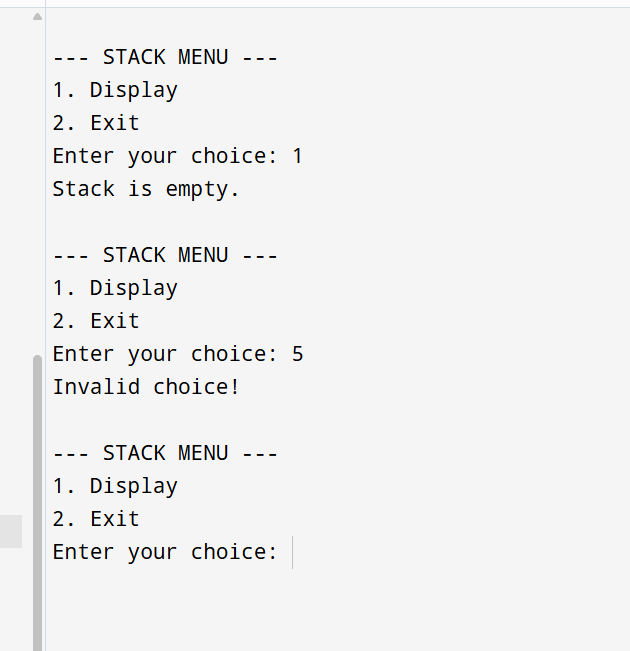 --- STACK MENU ---
1. Display
2. Exit
Enter your choice: 1
Stack is empty.
--- STACK MENU ---
1. Display
2. Exit
Enter your choice: 5
Invalid choice!
--- STACK MENU ---
1. Display
2. Exit
Enter your choice: